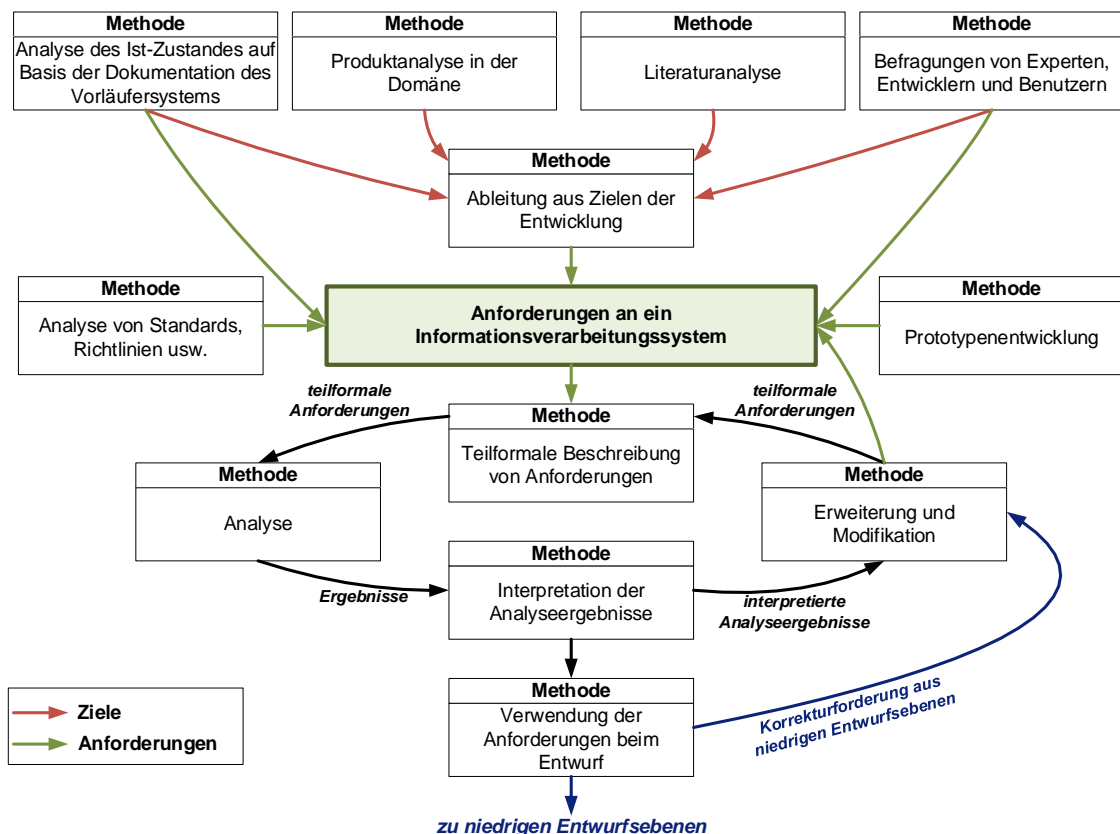 Methode
Analyse des Ist-Zustandes auf
Basis der Dokumentation des
Vorläufersystems
Methode
Produktanalyse in der
Domäne
Methode
Literaturanalyse
Methode
Befragungen von Experten,
Entwicklern und Benutzern
Methode
Ableitung aus Zielen der
Entwicklung
Methode
Analyse von Standards,
Richtlinien usw.
Anforderungen an ein
Informationsverarbeitungssystem
Methode
Prototypenentwicklung
teilformale
Anforderungen
Methode
Teilformale Beschreibung
von Anforderungen
teilformale
Anforderungen
Methode
Analyse
Methode
Erweiterung und
Modifikation
Ergebnisse
Methode
Interpretation der
Analyseergebnisse
interpretierte
Analyseergebnisse
Methode
Verwendung der
Anforderungen beim
Entwurf
Korrekturforderung aus
niedrigen Entwurfsebenen
Ziele
Anforderungen
zu niedrigen Entwurfsebenen